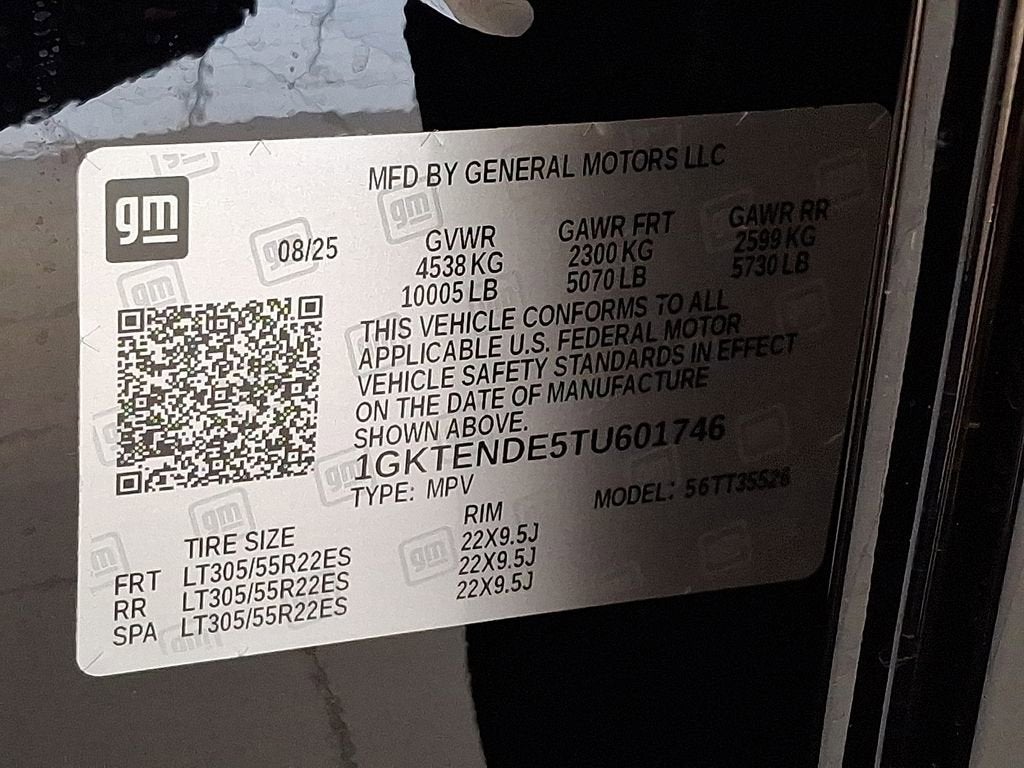 MFD BY GENERAL MOTORS LLC
gm
08/25
GVWR GAWR FRT GAWR RR
4538 KG 2300 KG 2599 KG
10005 LB 5070 LB 5730 LB
THIS VEHICLE CONFORMS TO ALL
APPLICABLE U.S. FEDERAL MOTOR
VEHICLE SAFETY STANDARDS IN EFFECT
ON THE DATE OF MANUFACTURE
SHOWN ABOVE.
1GKTENDE5TU601746
TYPE: MPV MODEL: 56TT35526
TIRE SIZE RIM
FRT LT305/55R22ES 22X9.5J
RR LT305/55R22ES 22X9.5J
SPA LT305/55R22ES 22X9.5J